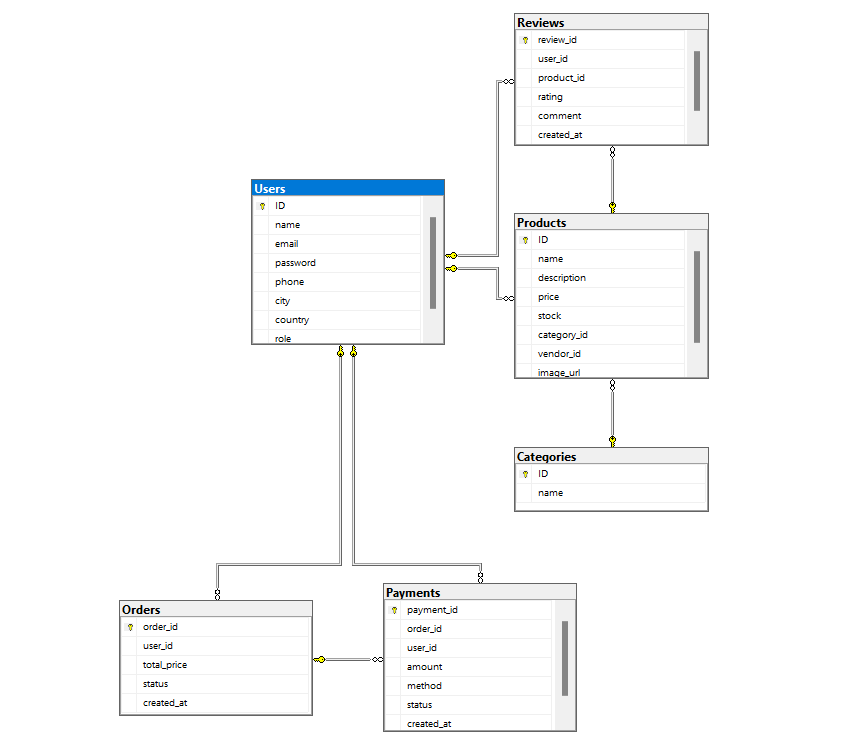 Reviews
review_id
user_id
product_id
rating
comment
created_at
Users
ID
name
email
password
phone
city
country
role
Products
ID
name
description
price
stock
category_id
vendor_id
image_url
Categories
ID
name
Orders
order_id
user_id
total_price
status
created_at
Payments
payment_id
order_id
user_id
amount
method
status
created_at